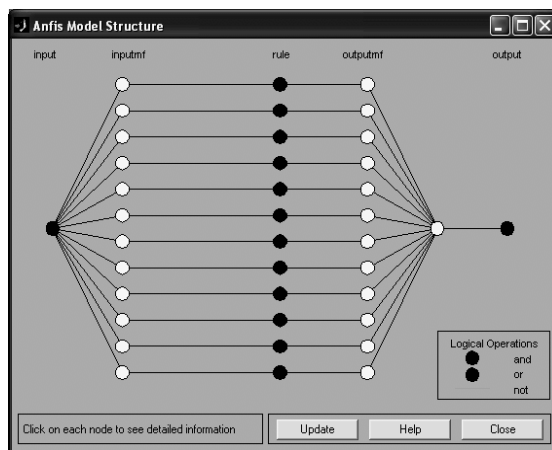 Anfis Model Structure
input inputmf rule outputmf output
Logical Operations
and
or
not
Click on each node to see detailed information
Update Help Close